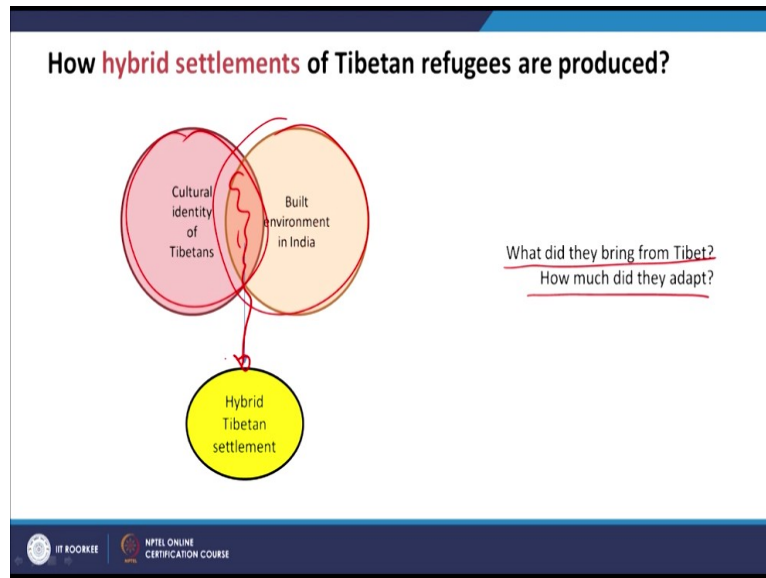 How hybrid settlements of Tibetan refugees are produced?
Cultural
identity
of
Tibetans
Built
environment
in India
What did they bring from Tibet?
How much did they adapt?
Hybrid
Tibetan
settlement
IIT ROORKEE
NPTEL ONLINE
CERTIFICATION COURSE